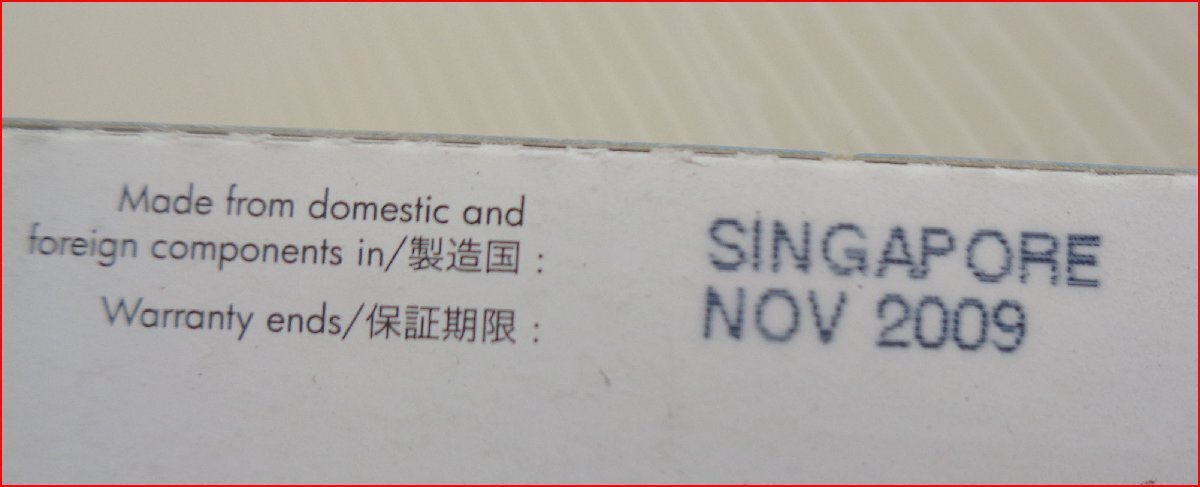 Made from domestic and
foreign components in/製造国 : SINGAPORE
Warranty ends/保証期限 : NOV 2009